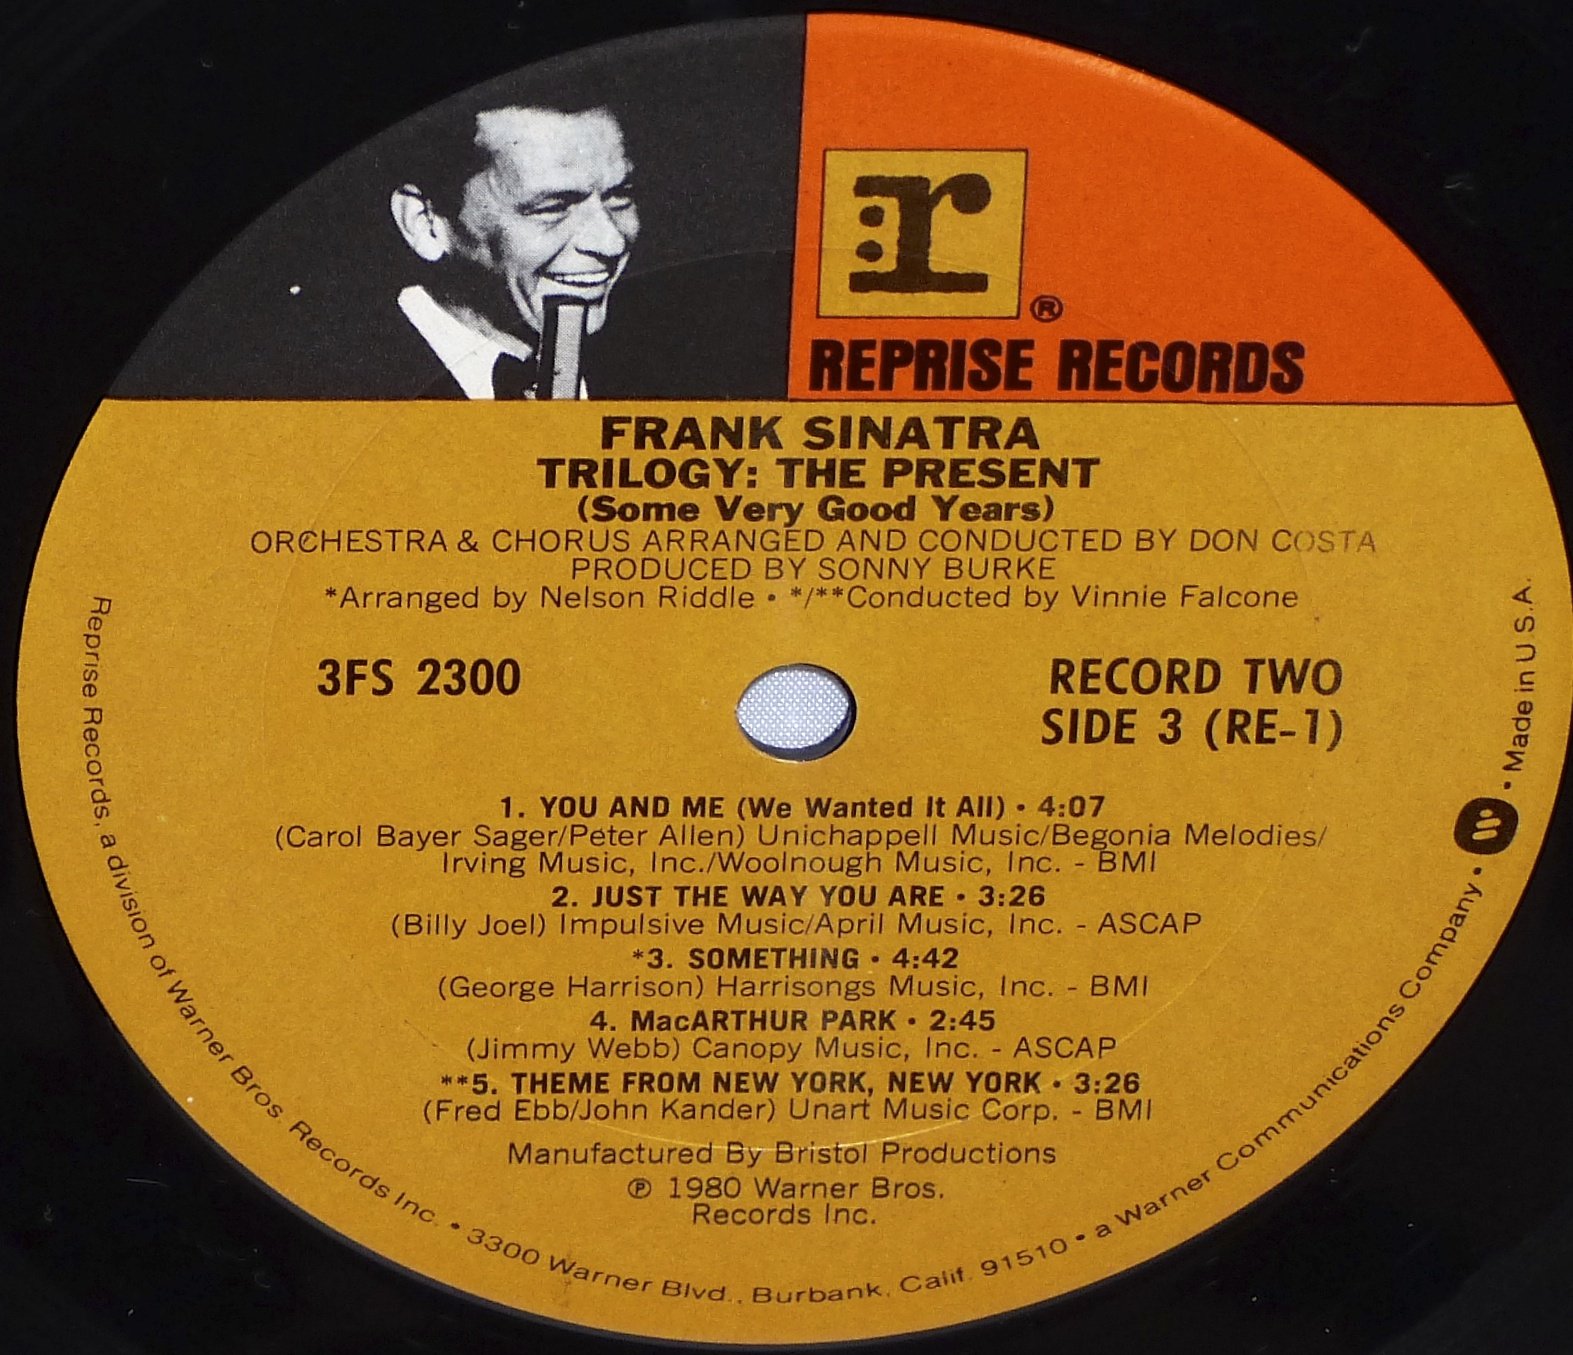 r
®
REPRISE RECORDS
FRANK SINATRA
TRILOGY: THE PRESENT
(Some Very Good Years)
ORCHESTRA & CHORUS ARRANGED AND CONDUCTED BY DON COSTA
PRODUCED BY SONNY BURKE
*Arranged by Nelson Riddle • */**Conducted by Vinnie Falcone
3FS 2300
RECORD TWO
SIDE 3 (RE-1)
1. YOU AND ME (We Wanted It All) • 4:07
(Carol Bayer Sager/Peter Allen) Unichappell Music/Begonia Melodies/
Irving Music, Inc./Woolnough Music, Inc. - BMI
2. JUST THE WAY YOU ARE • 3:26
(Billy Joel) Impulsive Music/April Music, Inc. - ASCAP
*3. SOMETHING • 4:42
(George Harrison) Harrisongs Music, Inc. - BMI
4. MacARTHUR PARK • 2:45
(Jimmy Webb) Canopy Music, Inc. - ASCAP
**5. THEME FROM NEW YORK, NEW YORK • 3:26
(Fred Ebb/John Kander) Unart Music Corp. - BMI
Manufactured By Bristol Productions
℗ 1980 Warner Bros.
Records Inc.
Reprise Records, a division of Warner Bros. Records Inc. • 3300 Warner Blvd., Burbank, Calif. 91510 • a Warner Communications Company • W • Made in U.S.A.